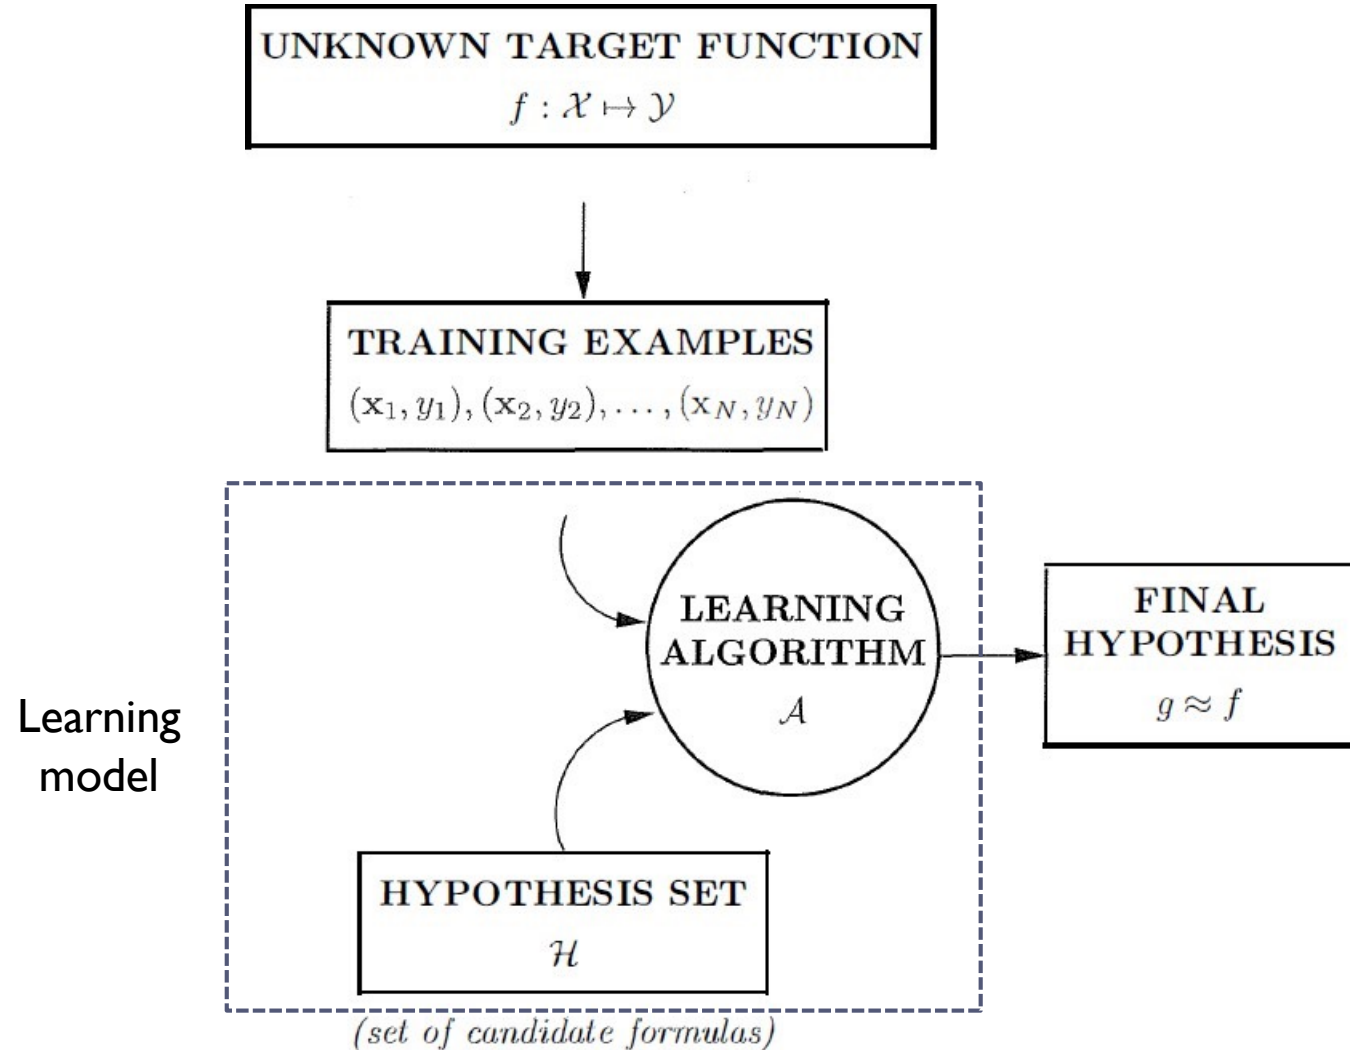 UNKNOWN TARGET FUNCTION
f : 𝒳 ↦ 𝒴
TRAINING EXAMPLES
(x₁, y₁), (x₂, y₂), . . . , (x_N, y_N)
LEARNING
ALGORITHM
𝒜
FINAL
HYPOTHESIS
g ≈ f
Learning
model
HYPOTHESIS SET
ℋ
(set of candidate formulas)